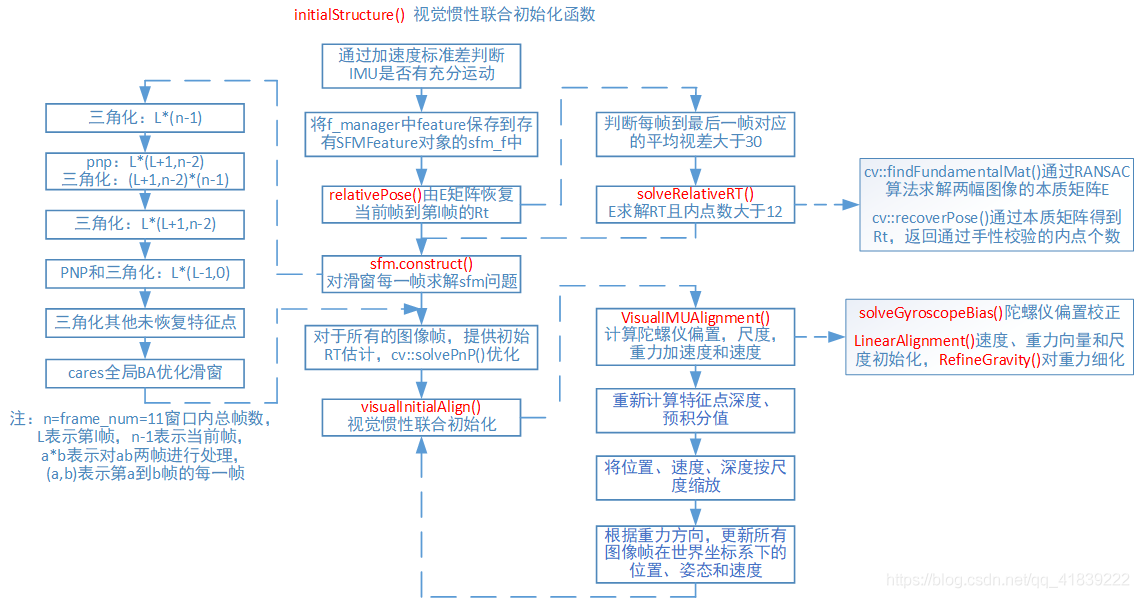 initialStructure() 视觉惯性联合初始化函数
通过加速度标准差判断
IMU是否有充分运动
将f_manager中feature保存到存
有SFMFeature对象的sfm_f中
relativePose()由E矩阵恢复
当前帧到第l帧的Rt
sfm.construct()
对滑窗每一帧求解sfm问题
对于所有的图像帧，提供初始
RT估计，cv::solvePnP()优化
visualInitialAlign()
视觉惯性联合初始化
三角化：L*(n-1)
pnp：L*(L+1,n-2)
三角化：(L+1,n-2)*(n-1)
三角化：L*(L+1,n-2)
PNP和三角化：L*(L-1,0)
三角化其他未恢复特征点
cares全局BA优化滑窗
注：n=frame_num=11窗口内总帧数，
L表示第l帧，n-1表示当前帧，
a*b表示对ab两帧进行处理，
(a,b)表示第a到b帧的每一帧
判断每帧到最后一帧对应
的平均视差大于30
solveRelativeRT()
E求解RT且内点数大于12
cv::findFundamentalMat()通过RANSAC
算法求解两幅图像的本质矩阵E
cv::recoverPose()通过本质矩阵得到
Rt，返回通过手性校验的内点个数
VisualIMUAlignment()
计算陀螺仪偏置，尺度，
重力加速度和速度
solveGyroscopeBias()陀螺仪偏置校正
LinearAlignment()速度、重力向量和尺
度初始化，RefineGravity()对重力细化
重新计算特征点深度、
预积分值
将位置、速度、深度按尺
度缩放
根据重力方向，更新所有
图像帧在世界坐标系下的
位置、姿态和速度
https://blog.csdn.net/qq_41839222